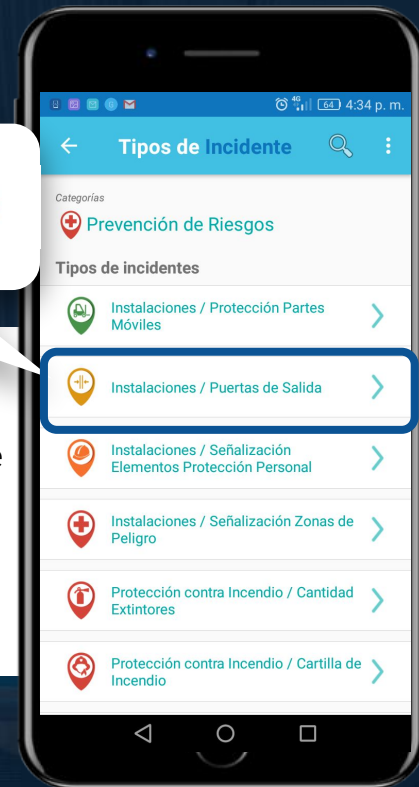 4G 64 4:34 p. m.
Tipos de Incidente
Categorías
Prevención de Riesgos
Tipos de incidentes
Instalaciones / Protección Partes
Móviles
Instalaciones / Puertas de Salida
Instalaciones / Señalización
Elementos Protección Personal
Instalaciones / Señalización Zonas de
Peligro
Protección contra Incendio / Cantidad
Extintores
Protección contra Incendio / Cartilla de
Incendio
e